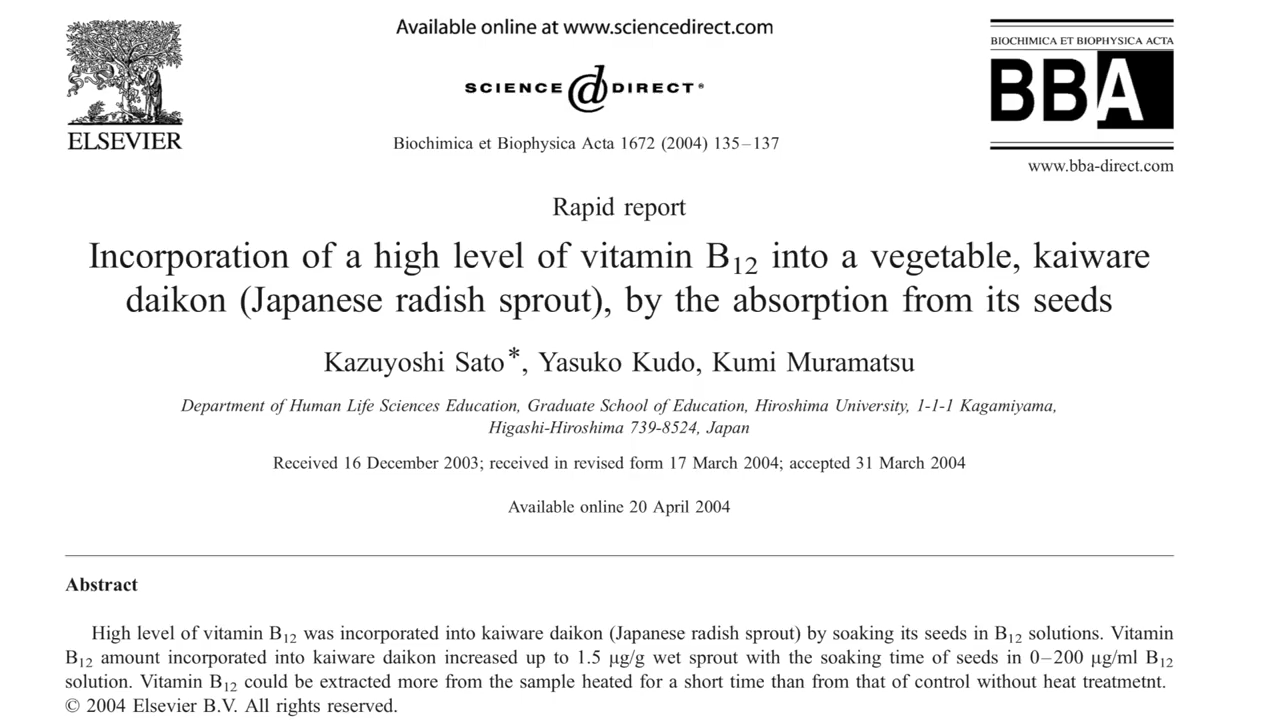 Available online at www.sciencedirect.com
SCIENCE @ DIRECT®
ELSEVIER
Biochimica et Biophysica Acta 1672 (2004) 135–137
BIOCHIMICA ET BIOPHYSICA ACTA
BBA
www.bba-direct.com
Rapid report
Incorporation of a high level of vitamin B12 into a vegetable, kaiware
daikon (Japanese radish sprout), by the absorption from its seeds
Kazuyoshi Sato*, Yasuko Kudo, Kumi Muramatsu
Department of Human Life Sciences Education, Graduate School of Education, Hiroshima University, 1-1-1 Kagamiyama,
Higashi-Hiroshima 739-8524, Japan
Received 16 December 2003; received in revised form 17 March 2004; accepted 31 March 2004
Available online 20 April 2004
Abstract
High level of vitamin B12 was incorporated into kaiware daikon (Japanese radish sprout) by soaking its seeds in B12 solutions. Vitamin
B12 amount incorporated into kaiware daikon increased up to 1.5 μg/g wet sprout with the soaking time of seeds in 0–200 μg/ml B12
solution. Vitamin B12 could be extracted more from the sample heated for a short time than from that of control without heat treatmetnt.
© 2004 Elsevier B.V. All rights reserved.